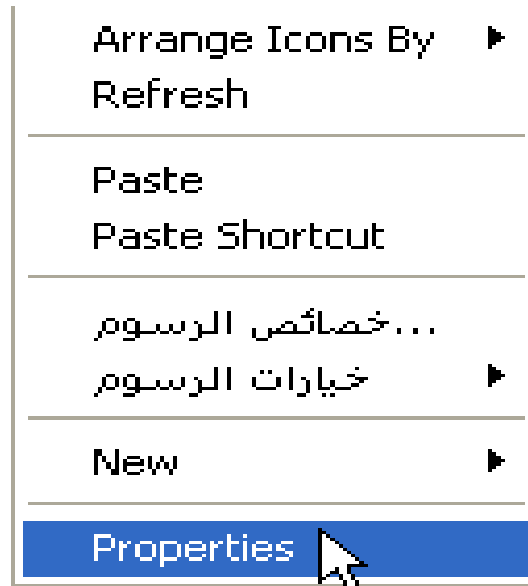 Arrange Icons By
Refresh
Paste
Paste Shortcut
خصائص الرسوم...
خيارات الرسوم
New
Properties